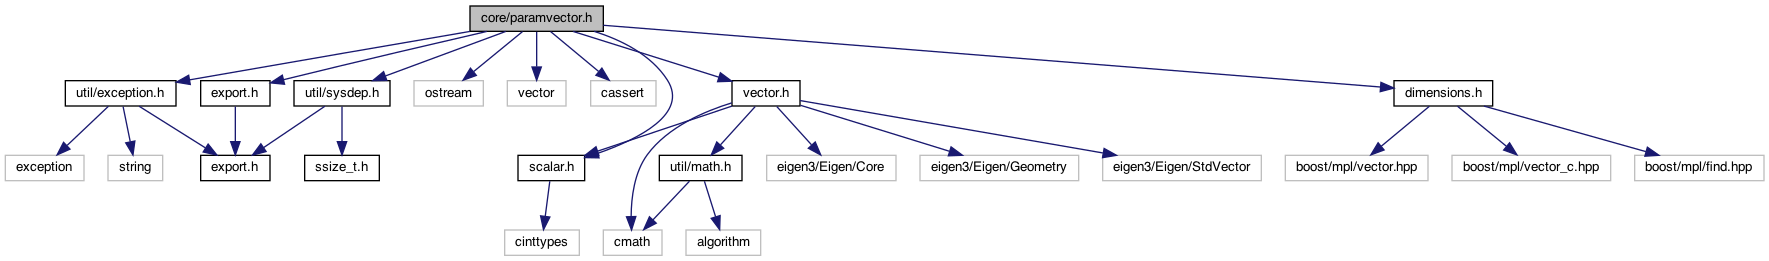 core/paramvector.h
util/exception.h
export.h
util/sysdep.h
ostream
vector
cassert
vector.h
dimensions.h
exception
string
export.h
ssize_t.h
scalar.h
util/math.h
eigen3/Eigen/Core
eigen3/Eigen/Geometry
eigen3/Eigen/StdVector
boost/mpl/vector.hpp
boost/mpl/vector_c.hpp
boost/mpl/find.hpp
cinttypes
cmath
algorithm